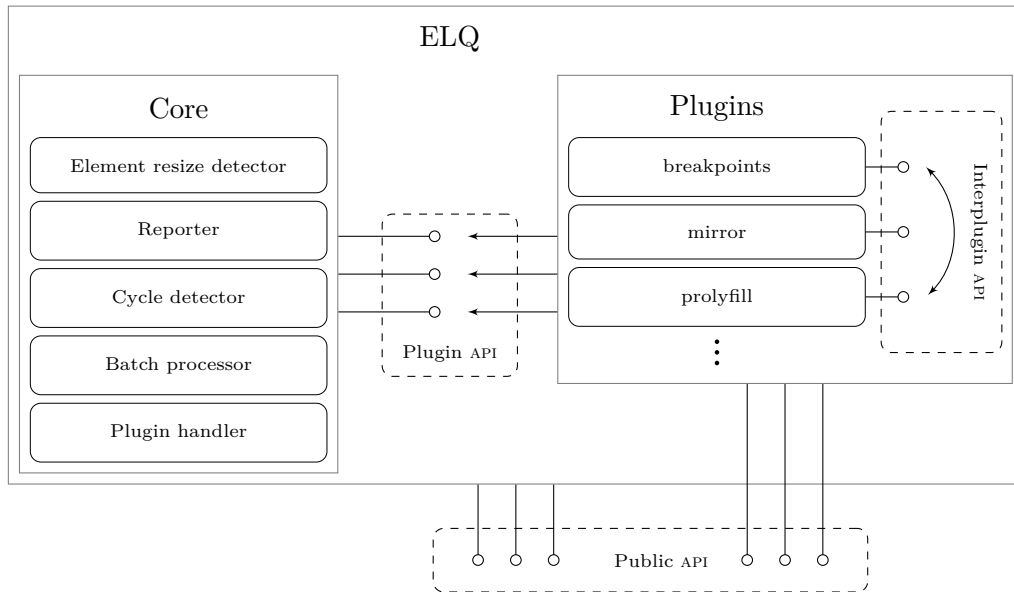 ELQ
Core
Element resize detector
Reporter
Cycle detector
Batch processor
Plugin handler
Plugin API
Plugins
breakpoints
mirror
prolyfill
⋮
Interplugin API
Public API